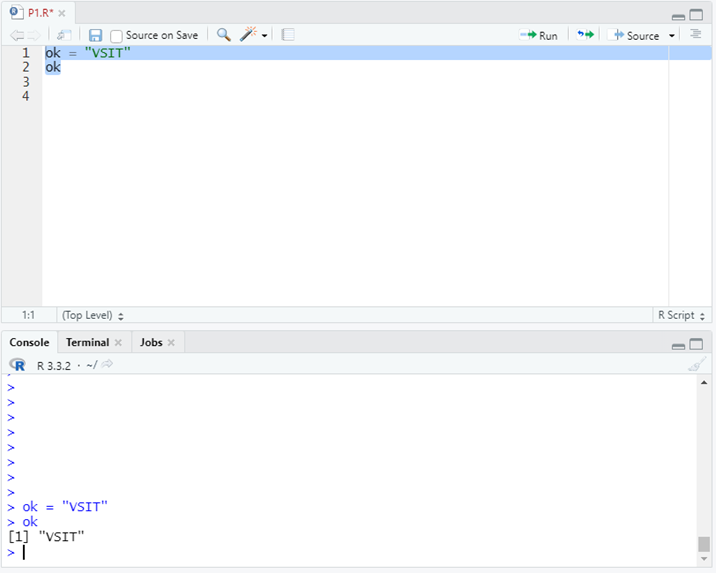 P1.R*
Source on Save Run Source
1 ok = "VSIT"
2 ok
3
4
1:1 (Top Level) R Script
Console Terminal Jobs
R R 3.3.2 · ~/
>
>
>
>
>
>
>
>
> ok = "VSIT"
> ok
[1] "VSIT"
>